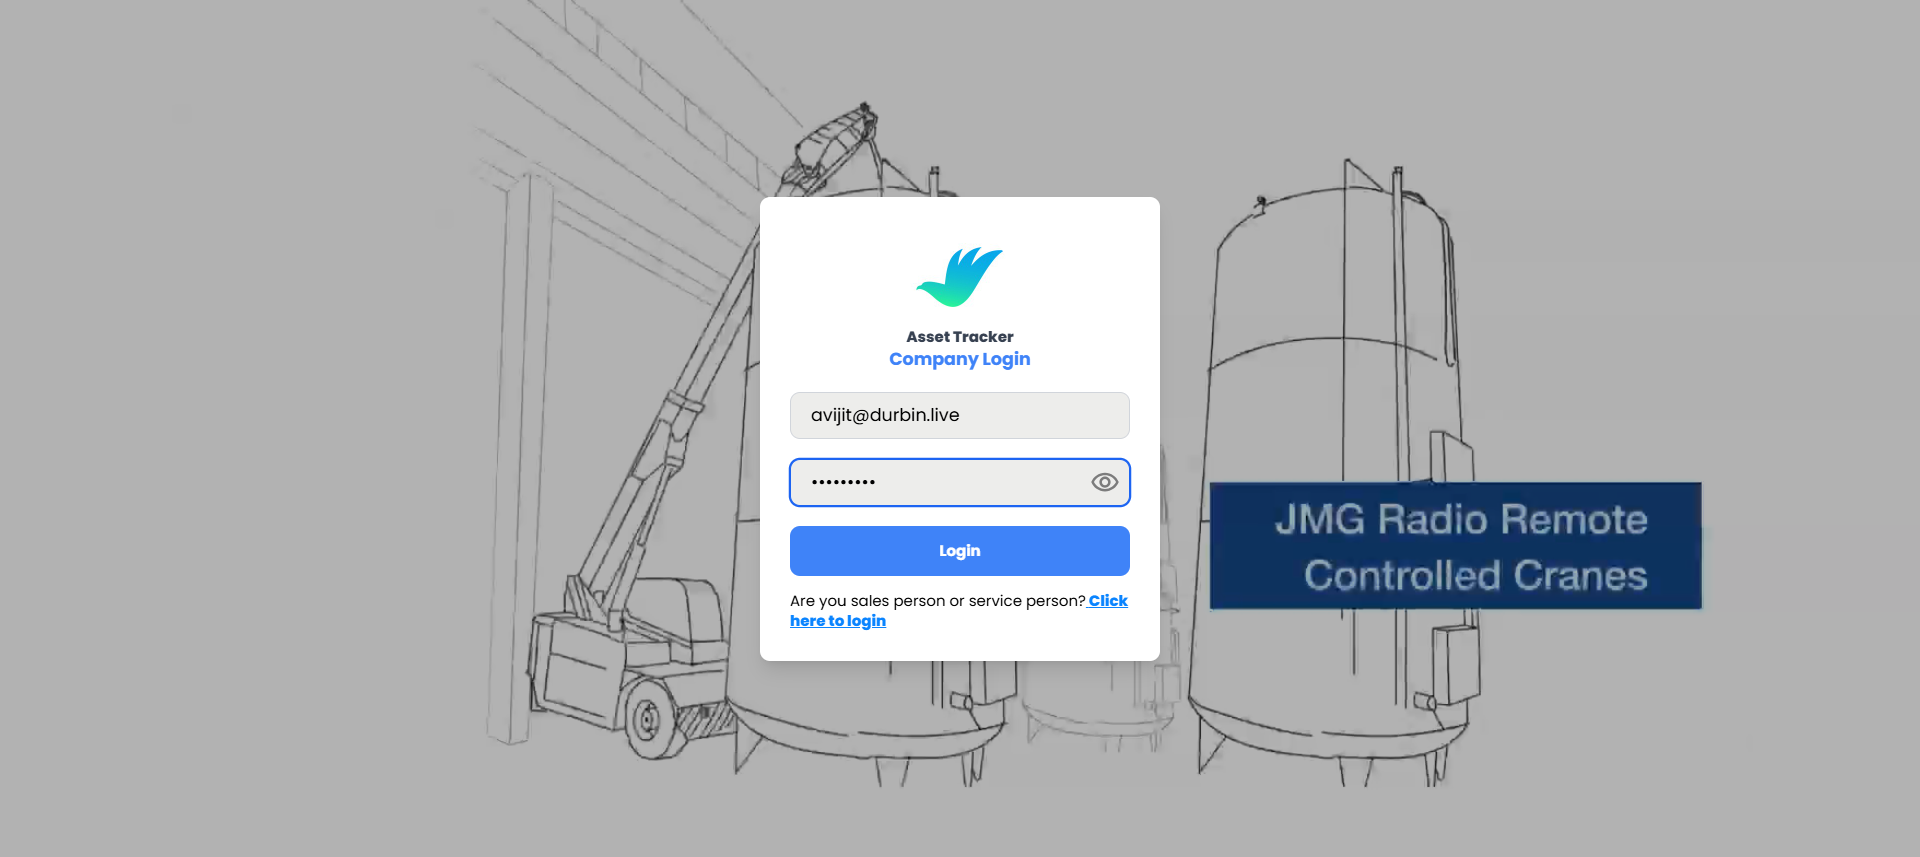 Asset Tracker
Company Login
avijit@durbin.live
•••••••••
Login
Are you sales person or service person? Click
here to login
JMG Radio Remote
Controlled Cranes